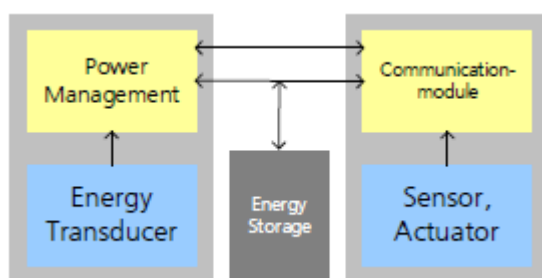 Power
Management
Communication-
module
Energy
Transducer
Energy
Storage
Sensor,
Actuator